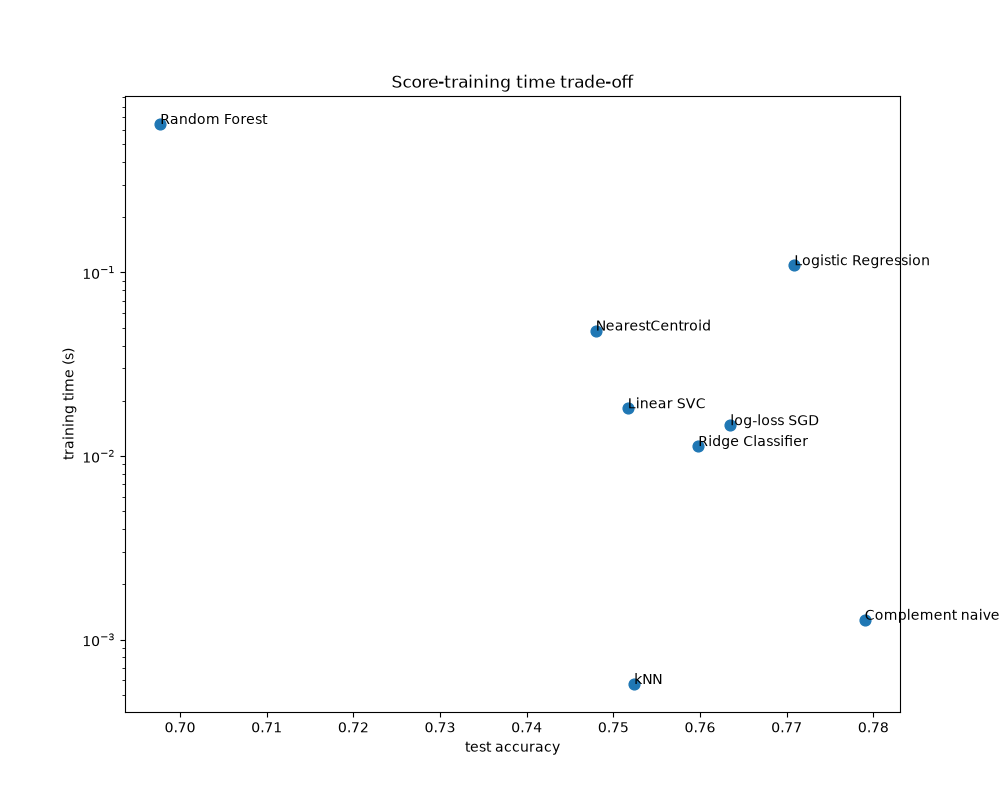 Score-training time trade-off
Random Forest
Logistic Regression
NearestCentroid
Linear SVC
log-loss SGD
Ridge Classifier
Complement naive
kNN
training time (s)
10⁻¹
10⁻²
10⁻³
0.70 0.71 0.72 0.73 0.74 0.75 0.76 0.77 0.78
test accuracy